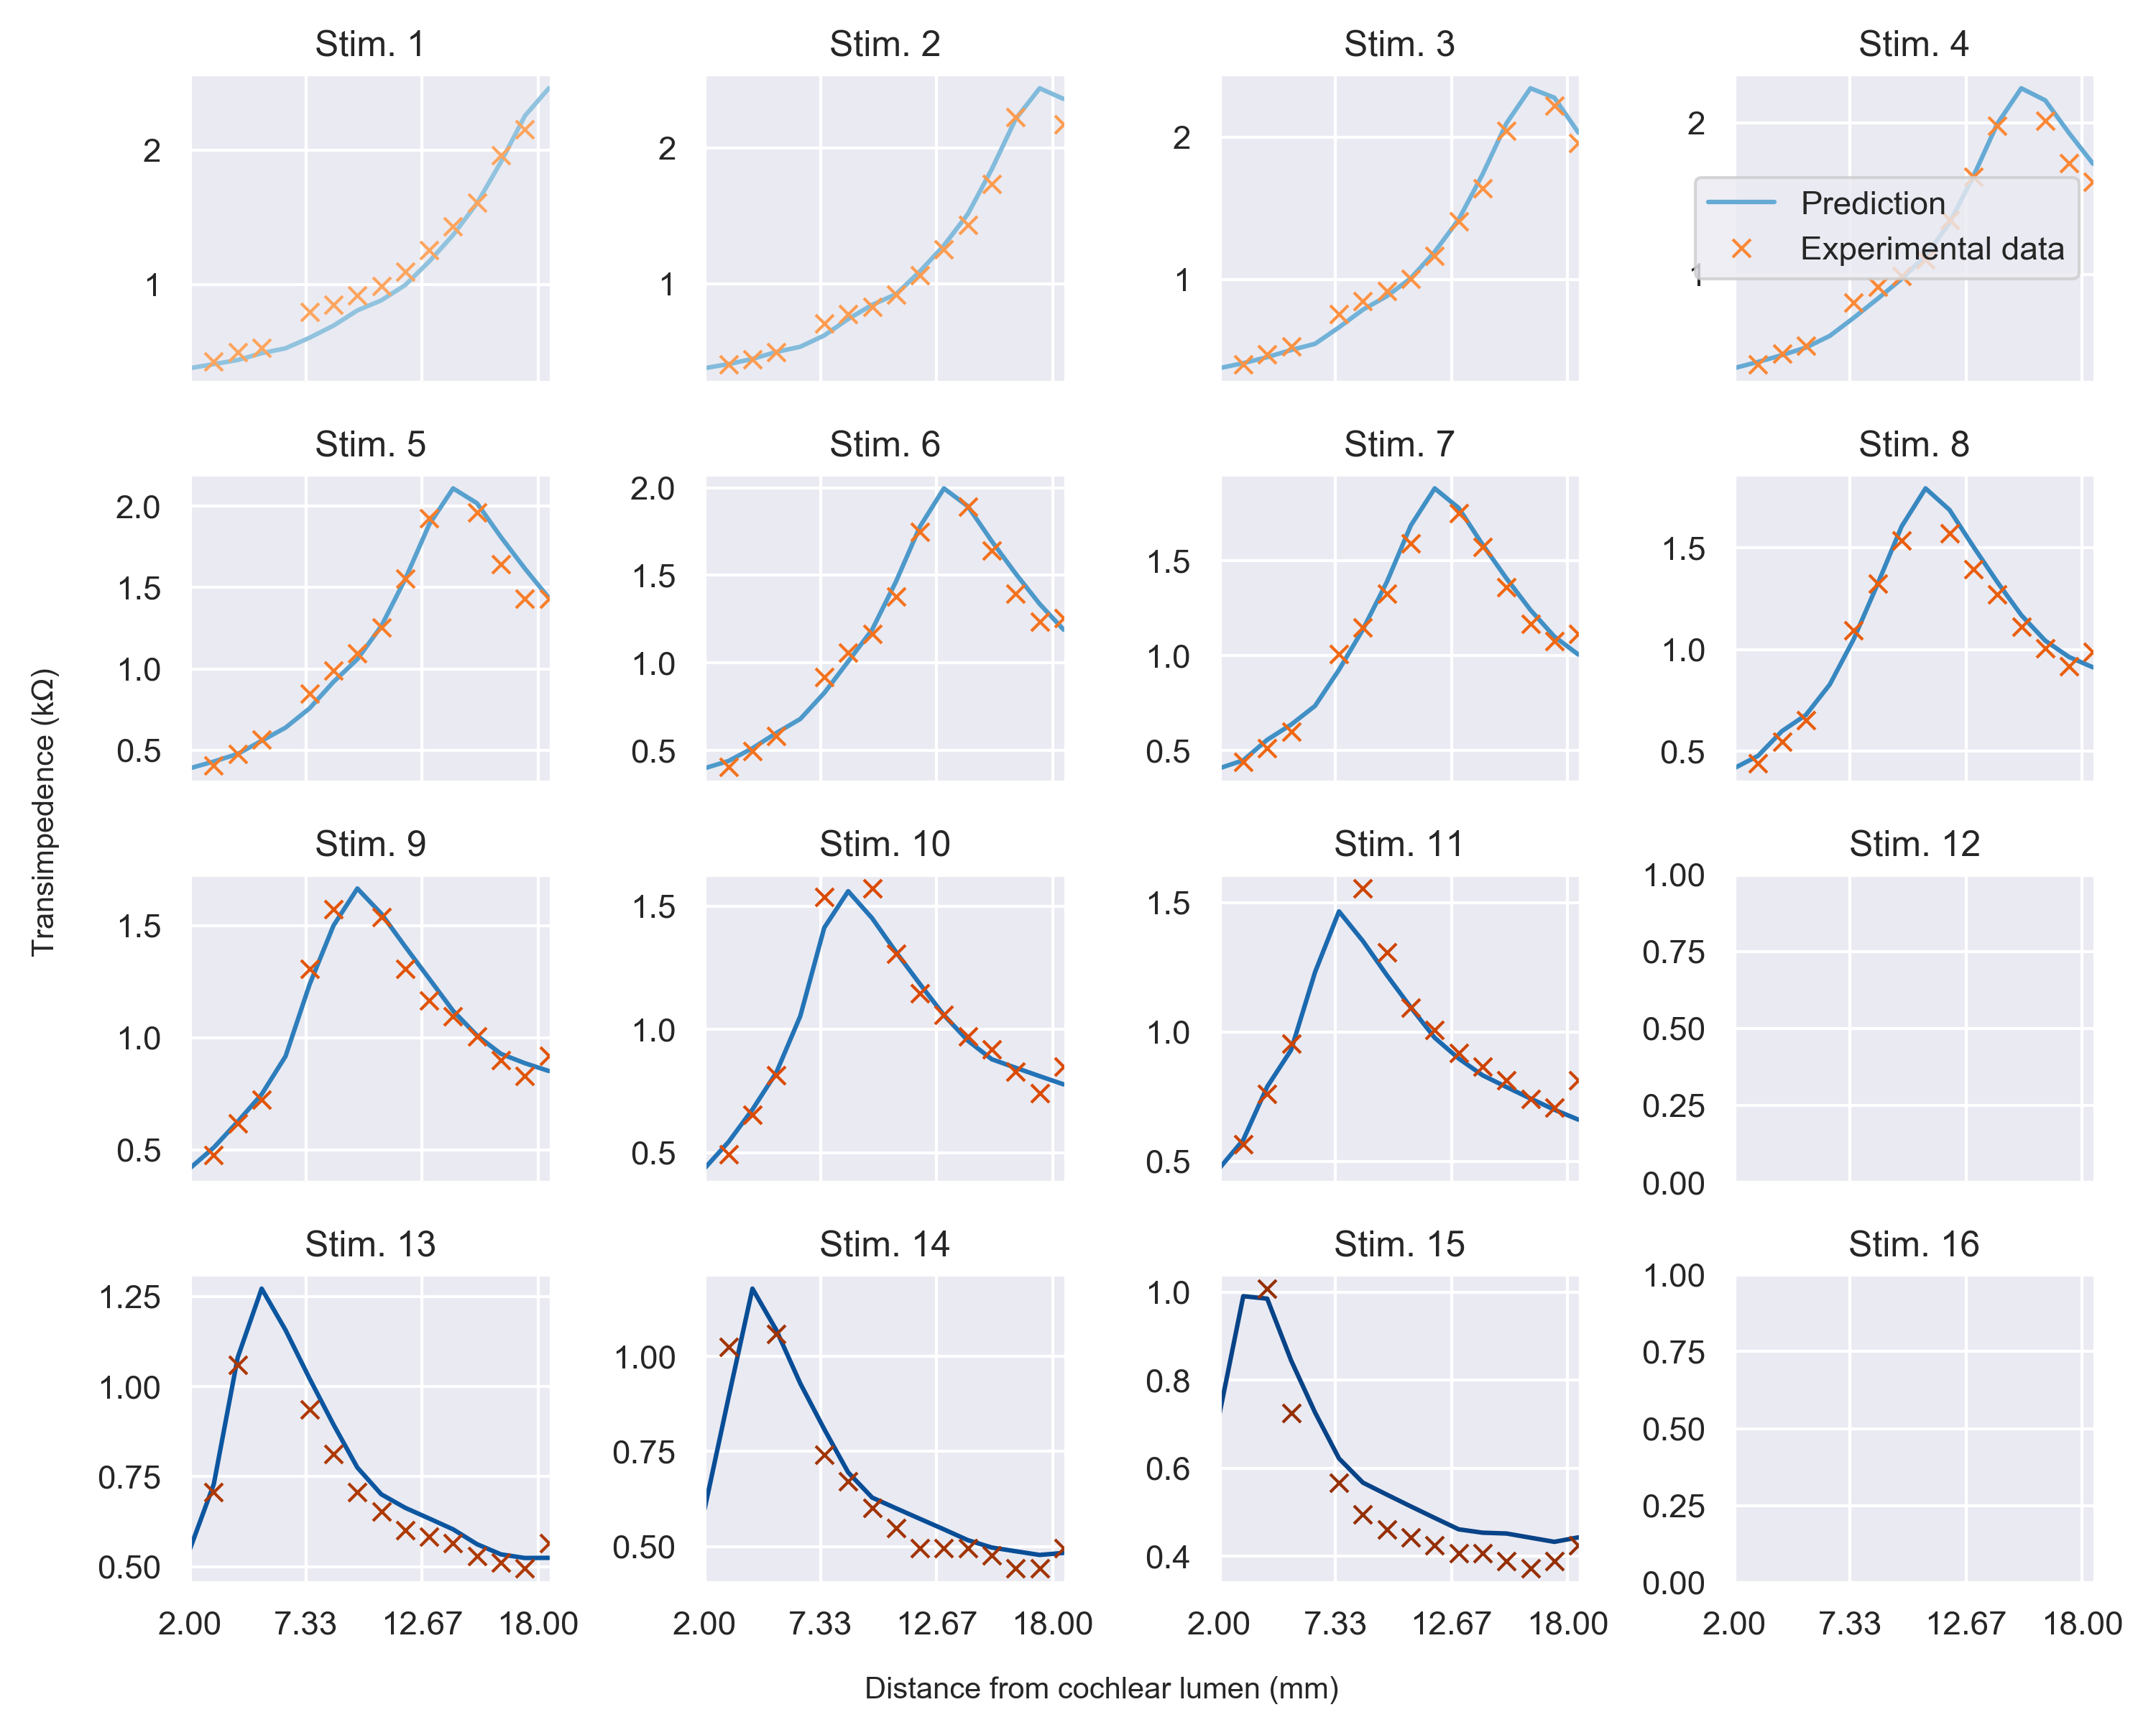 Stim. 1 Stim. 2 Stim. 3 Stim. 4
2 2 2 2
1 1 1 1
Prediction
Experimental data
Stim. 5 Stim. 6 Stim. 7 Stim. 8
2.0 2.0
1.5 1.5 1.5 1.5
1.0 1.0 1.0 1.0
0.5 0.5 0.5 0.5
Transimpedence (kΩ)
Stim. 9 Stim. 10 Stim. 11 Stim. 12
1.5 1.5 1.5 1.00
1.0 1.0 1.0 0.75
0.5 0.5 0.5 0.50
0.25
0.00
Stim. 13 Stim. 14 Stim. 15 Stim. 16
1.25 1.00 1.0 1.00
1.00 0.75 0.8 0.75
0.75 0.50 0.6 0.50
0.50 0.4 0.25
0.00
2.00 7.33 12.67 18.00 2.00 7.33 12.67 18.00 2.00 7.33 12.67 18.00 2.00 7.33 12.67 18.00
Distance from cochlear lumen (mm)